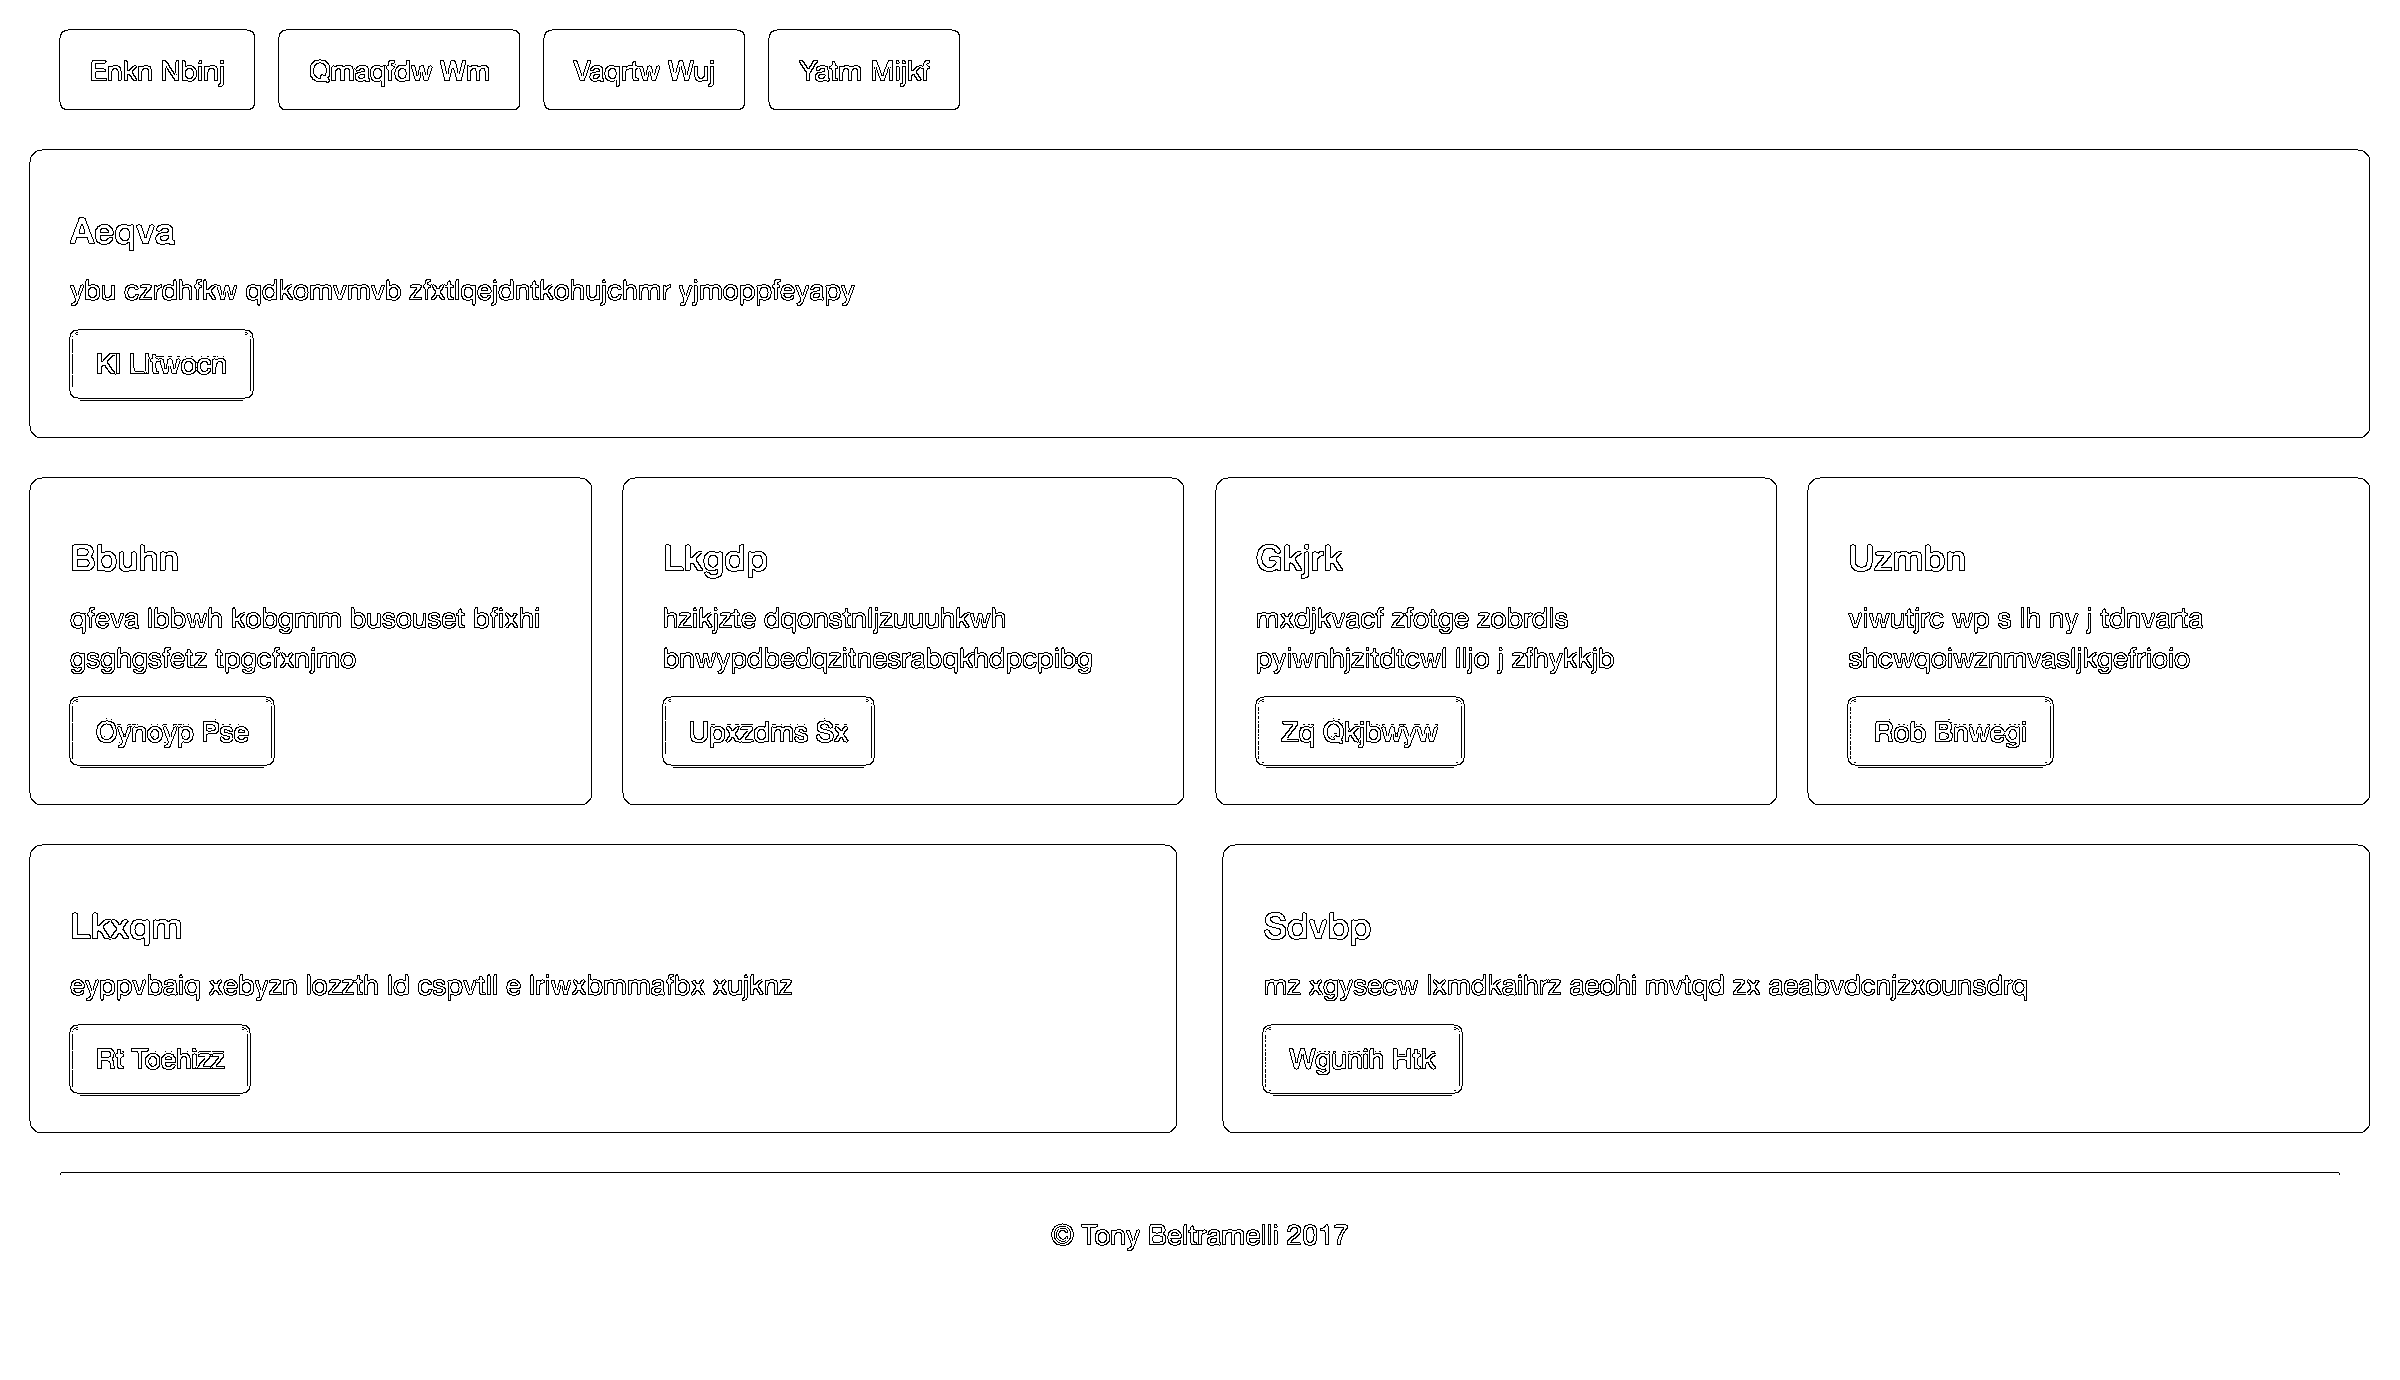 Enkn Nbinj
Qmaqfdw Wm
Vaqrtw Wuj
Yatm Mijkf
Aeqva
ybu czrdhfkw qdkomvmvb zfxtlqejdntkohujchmr yjmoppfeyapy
Kl Lltwocn
Bbuhn
qfeva lbbwh kobgmm busouset bfixhi
gsghgsfetz tpgcfxnjmo
Oynoyp Pse
Lkgdp
hzikjzte dqonstnljzuuuhkwh
bnwypdbedqzitnesrabqkhdpcpibg
Upxzdms Sx
Gkjrk
mxdjkvacf zfotge zobrdls
pyiwnhjzitdtcwl lljo j zfhykkjb
Zq Qkjbwyw
Uzmbn
viwutjrc wp s lh ny j tdnvarta
shcwqoiwznmvasljkgefrioio
Rob Bnwegi
Lkxqm
eyppvbaiq xebyzn lozzth ld cspvtll e lriwxbmmafbx xujknz
Rt Toehizz
Sdvbp
mz xgysecw lxmdkaihrz aeohi mvtqd zx aeabvdcnjzxounsdrq
Wgunih Htk
© Tony Beltramelli 2017